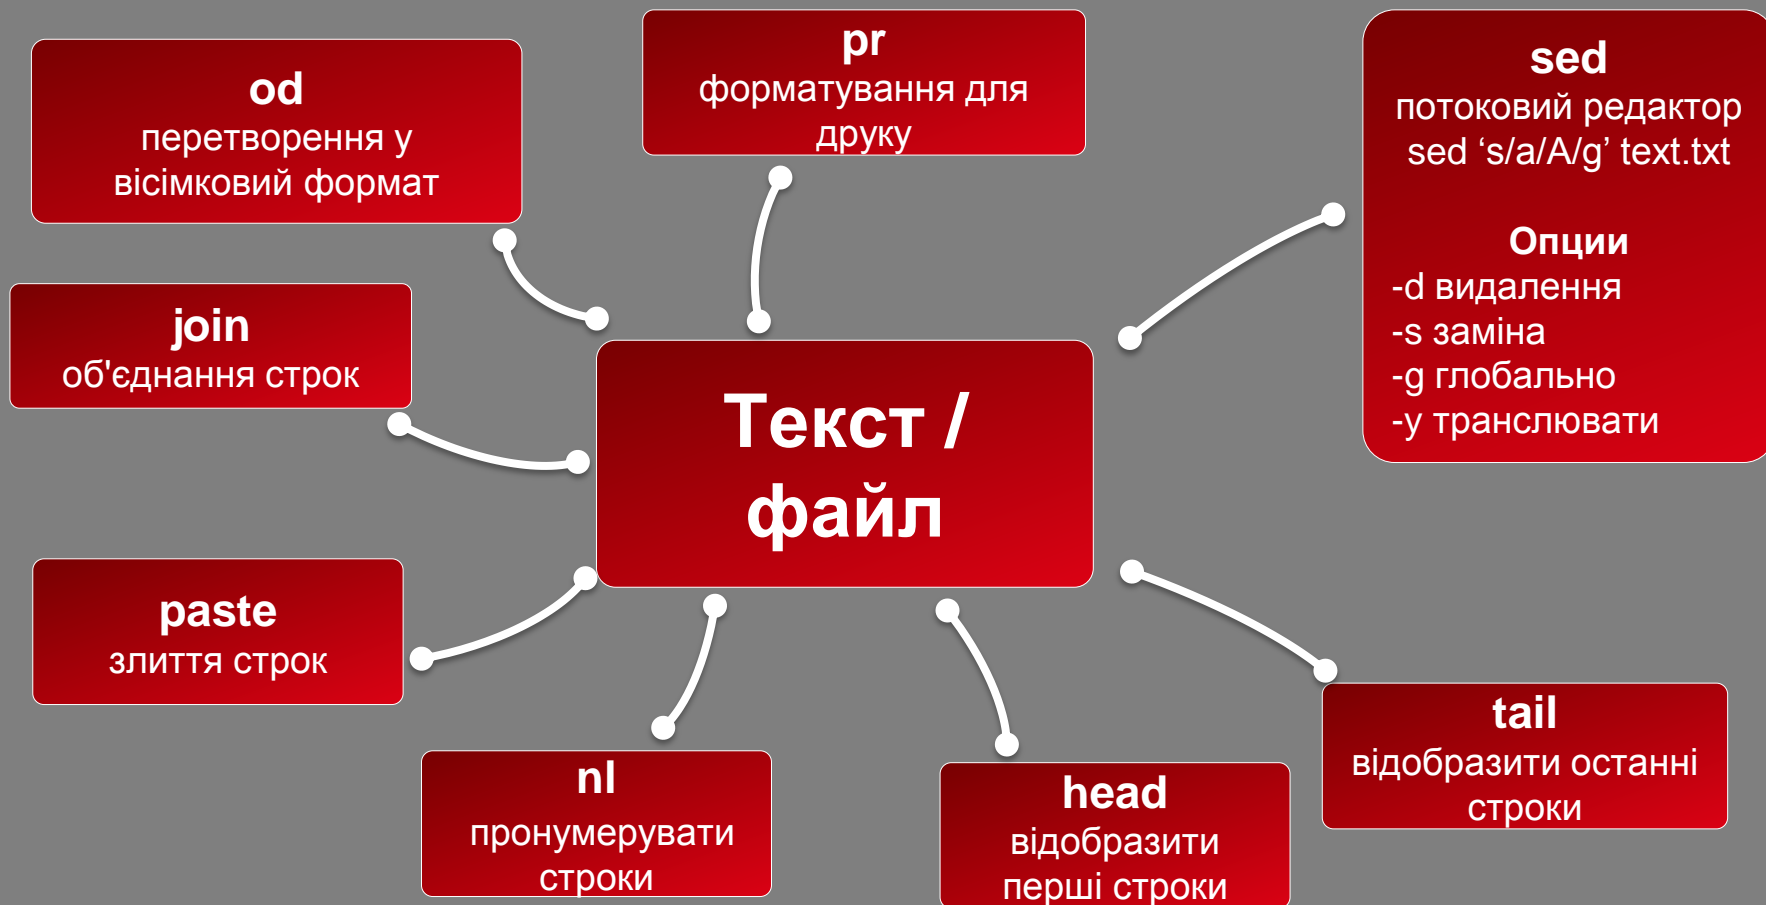 od
перетворення у
вісімковий формат
pr
форматування для
друку
sed
потоковий редактор
sed ‘s/a/A/g’ text.txt
Опции
-d видалення
-s заміна
-g глобально
-y транслювати
join
об'єднання строк
Текст /
файл
paste
злиття строк
nl
пронумерувати
строки
head
відобразити
перші строки
tail
відобразити останні
строки